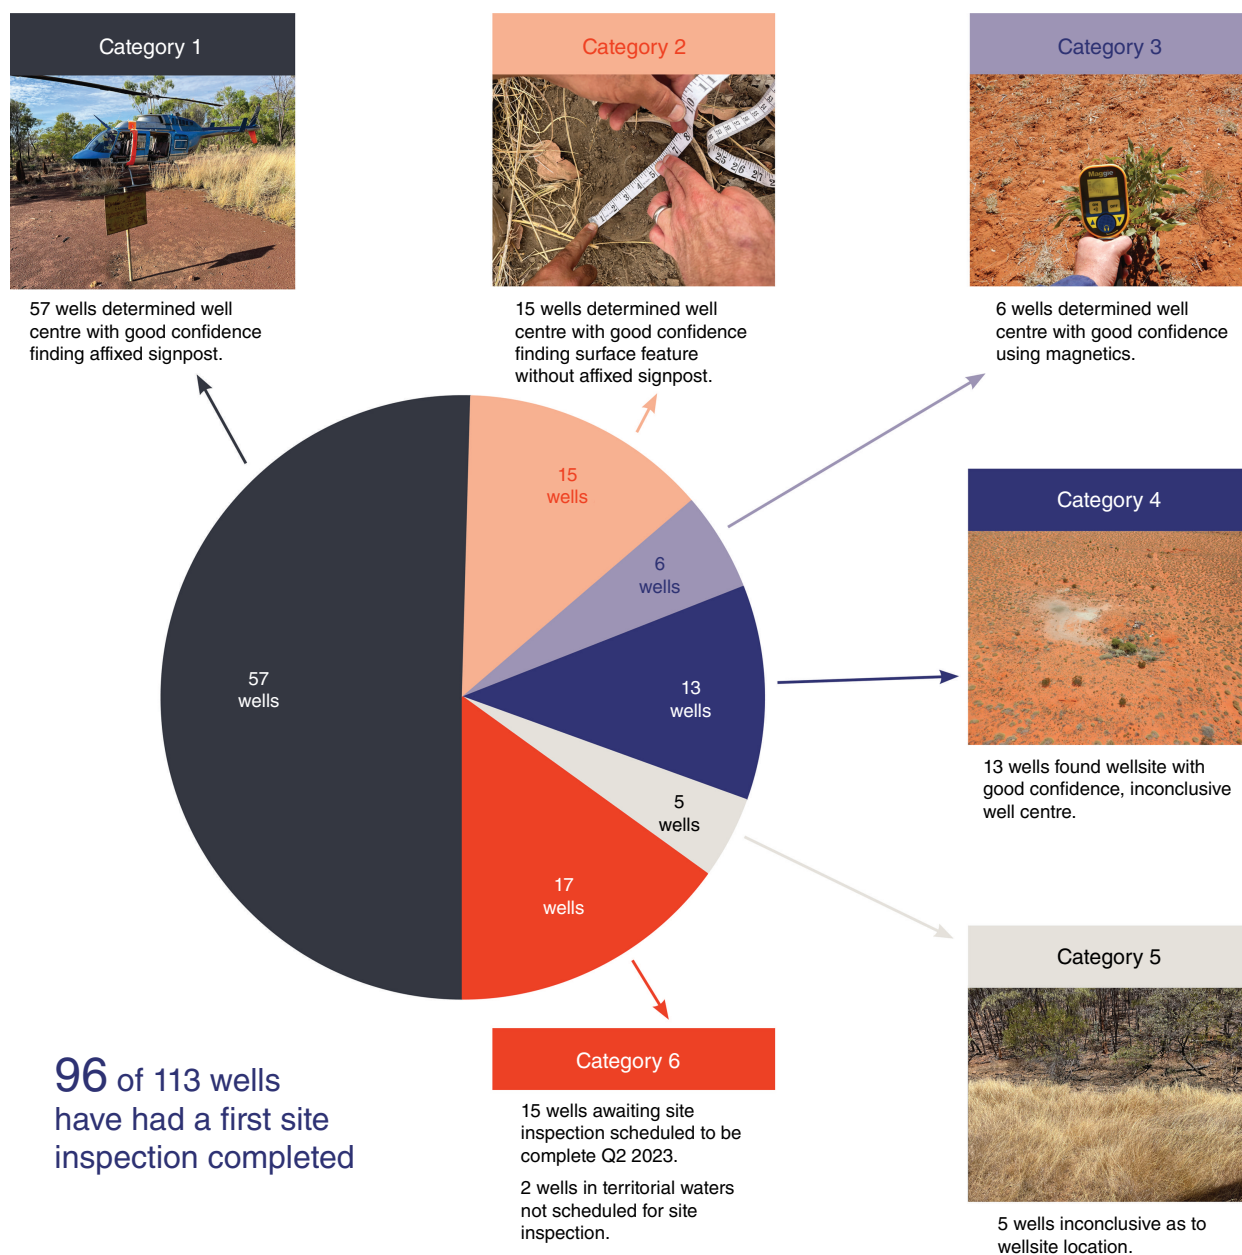 Category 1
57 wells determined well
centre with good confidence
finding affixed signpost.
Category 2
15 wells determined well
centre with good confidence
finding surface feature
without affixed signpost.
Category 3
Maggie
6 wells determined well
centre with good confidence
using magnetics.
15
wells
6
wells
57
wells
13
wells
5
wells
17
wells
Category 4
13 wells found wellsite with
good confidence, inconclusive
well centre.
Category 5
5 wells inconclusive as to
wellsite location.
Category 6
15 wells awaiting site
inspection scheduled to be
complete Q2 2023.
2 wells in territorial waters
not scheduled for site
inspection.
96 of 113 wells
have had a first site
inspection completed